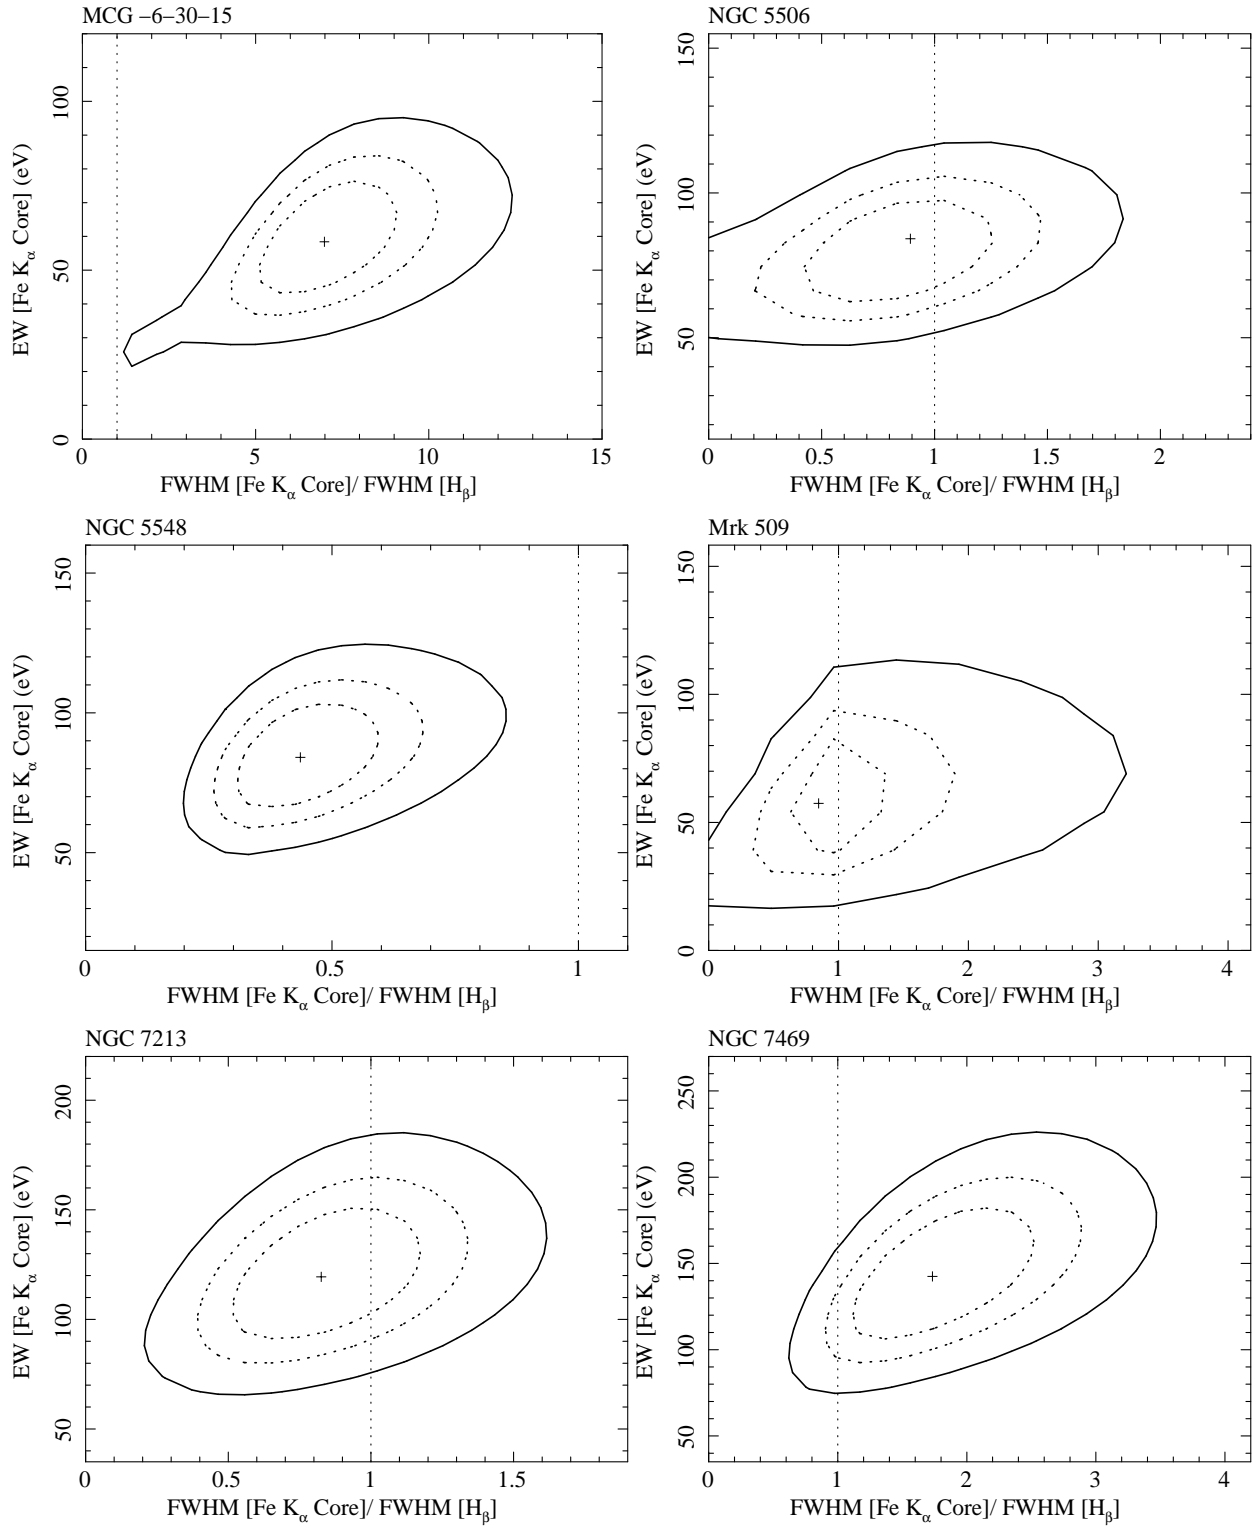 MCG −6−30−15
EW [Fe Kα Core] (eV)
0 50 100
0 5 10 15
FWHM [Fe Kα Core]/ FWHM [Hβ]
NGC 5506
EW [Fe Kα Core] (eV)
50 100 150
0 0.5 1 1.5 2
FWHM [Fe Kα Core]/ FWHM [Hβ]
NGC 5548
EW [Fe Kα Core] (eV)
50 100 150
0 0.5 1
FWHM [Fe Kα Core]/ FWHM [Hβ]
Mrk 509
EW [Fe Kα Core] (eV)
0 50 100 150
0 1 2 3 4
FWHM [Fe Kα Core]/ FWHM [Hβ]
NGC 7213
EW [Fe Kα Core] (eV)
50 100 150 200
0 0.5 1 1.5
FWHM [Fe Kα Core]/ FWHM [Hβ]
NGC 7469
EW [Fe Kα Core] (eV)
50 100 150 200 250
0 1 2 3 4
FWHM [Fe Kα Core]/ FWHM [Hβ]